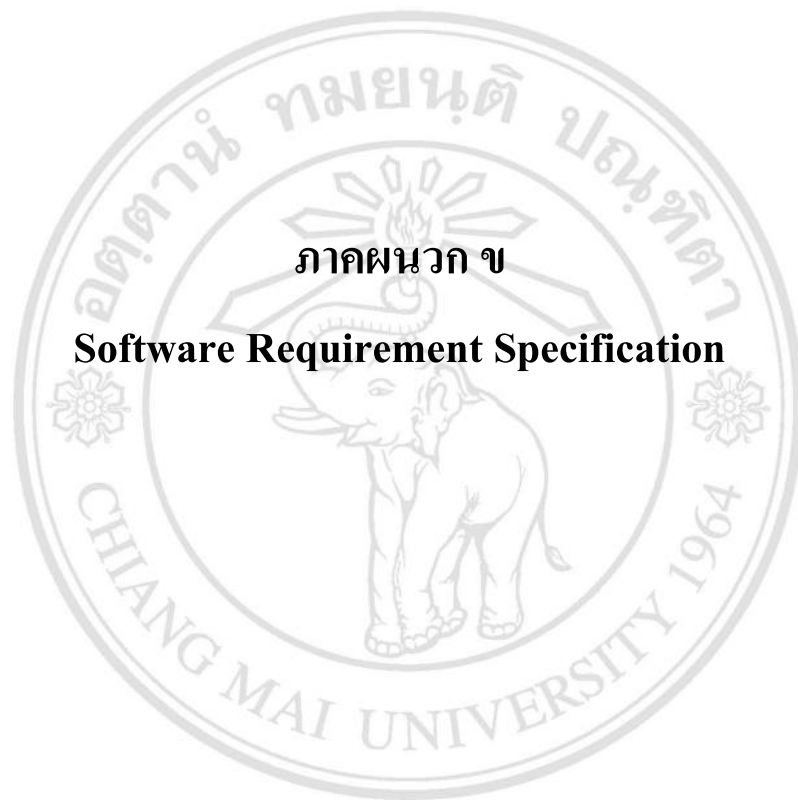 อตฺตานํ ทมยนฺติ ปณฺฑิตา
ภาคผนวก ข
Software Requirement Specification
CHIANG MAI UNIVERSITY 1964